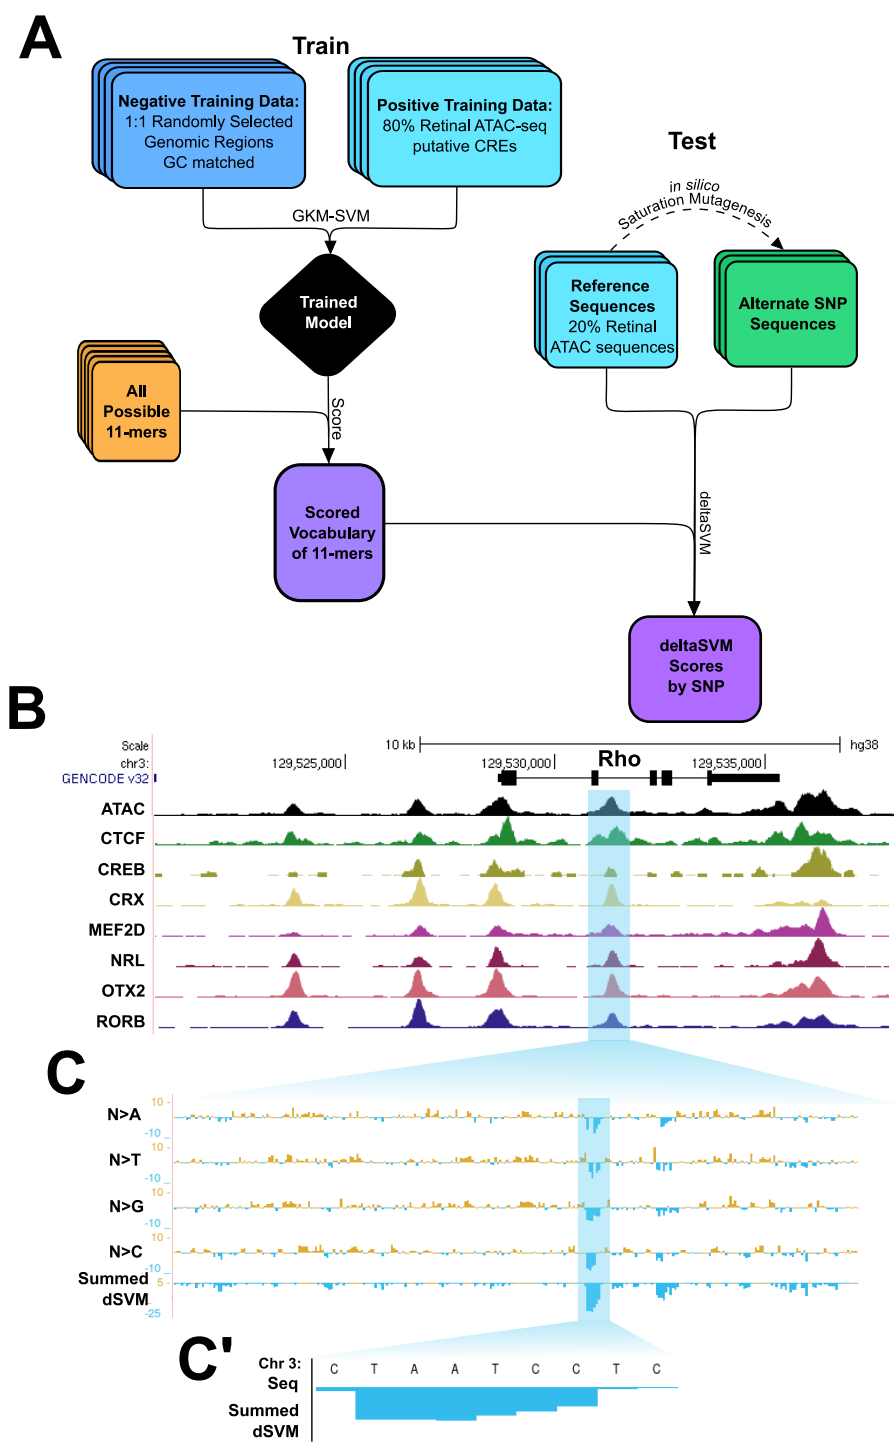 A
Train
Negative Training Data:
1:1 Randomly Selected
Genomic Regions
GC matched
Positive Training Data:
80% Retinal ATAC-seq
putative CREs
Test
in silico
Saturation Mutagenesis
GKM-SVM
Trained
Model
Reference
Sequences
20% Retinal
ATAC sequences
Alternate SNP
Sequences
All
Possible
11-mers
Score
Scored
Vocabulary
of 11-mers
deltaSVM
deltaSVM
Scores
by SNP
B
Scale
10 kb
hg38
chr3:
129,525,000
129,530,000
129,535,000
Rho
GENCODE v32
ATAC
CTCF
CREB
CRX
MEF2D
NRL
OTX2
RORB
C
10 -
N>A
-10 _
10 -
N>T
-10 _
10 -
N>G
-10 _
10 -
N>C
-10 _
Summed
dSVM
5 -
-25
C'
Chr 3:
Seq
C T A A T C C T C
Summed
dSVM